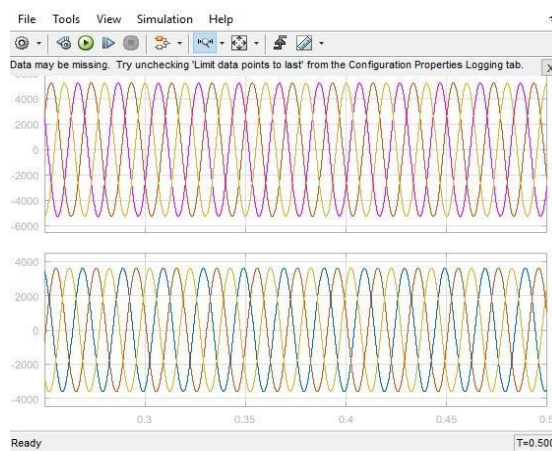 File Tools View Simulation Help
Data may be missing. Try unchecking 'Limit data points to last' from the Configuration Properties Logging tab. X
4000
2000
0
-2000
-4000
-6000
4000
2000
0
-2000
-4000
0.3 0.35 0.4 0.45
Ready T=0.500